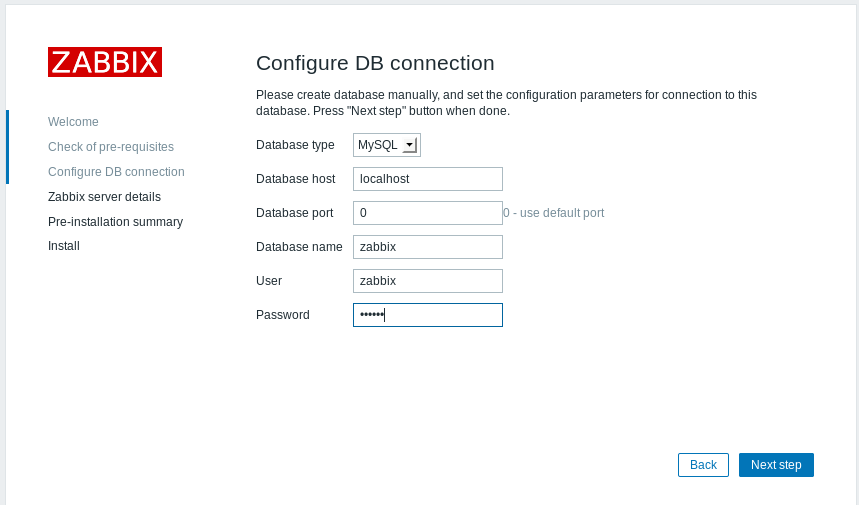 ZABBIX
Welcome
Check of pre-requisites
Configure DB connection
Zabbix server details
Pre-installation summary
Install
Configure DB connection
Please create database manually, and set the configuration parameters for connection to this
database. Press "Next step" button when done.
Database type MySQL
Database host localhost
Database port 0 0 - use default port
Database name zabbix
User zabbix
Password ••••••
Back Next step